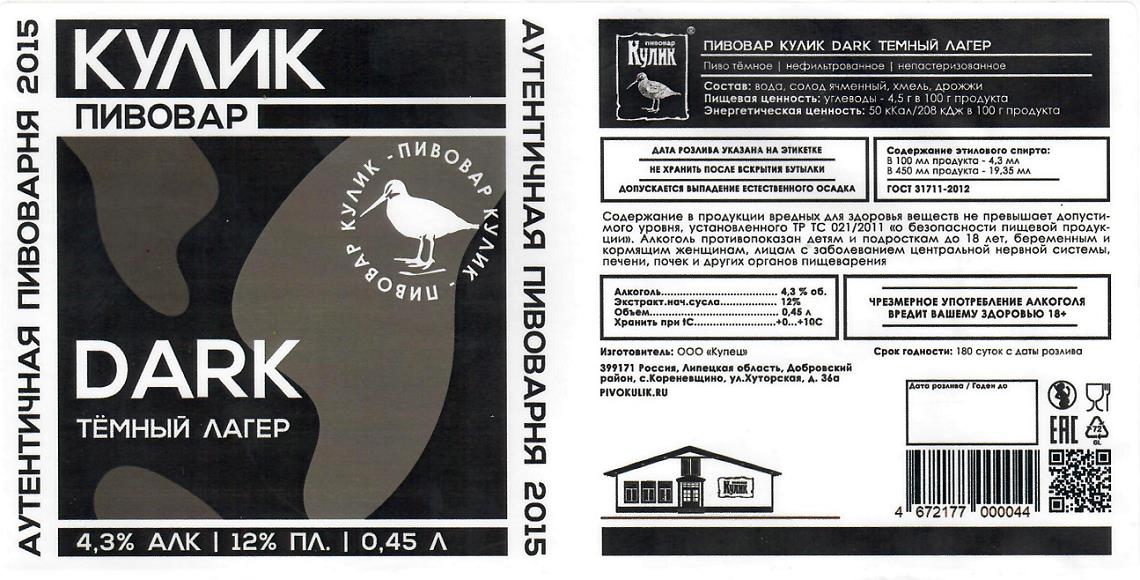 АУТЕНТИЧНАЯ ПИВОВАРНЯ 2015
КУЛИК
ПИВОВАР
ПИВОВАР КУЛИК - ПИВОВАР КУЛИК -
DARK
ТЁМНЫЙ ЛАГЕР
4,3% АЛК | 12% ПЛ. | 0,45 Л
АУТЕНТИЧНАЯ ПИВОВАРНЯ 2015
пивовар
Кулик
®
ПИВОВАР КУЛИК DARK ТЕМНЫЙ ЛАГЕР
Пиво тёмное | нефильтрованное | непастеризованное
Состав: вода, солод ячменный, хмель, дрожжи
Пищевая ценность: углеводы - 4,5 г в 100 г продукта
Энергетическая ценность: 50 кКал/208 кДж в 100 г продукта
ДАТА РОЗЛИВА УКАЗАНА НА ЭТИКЕТКЕ
НЕ ХРАНИТЬ ПОСЛЕ ВСКРЫТИЯ БУТЫЛКИ
ДОПУСКАЕТСЯ ВЫПАДЕНИЕ ЕСТЕСТВЕННОГО ОСАДКА
Содержание этилового спирта:
В 100 мл продукта - 4,3 мл
В 450 мл продукта - 19,35 мл
ГОСТ 31711-2012
Содержание в продукции вредных для здоровья веществ не превышает допусти-
мого уровня, установленного ТР ТС 021/2011 «о безопасности пищевой продук-
ции». Алкоголь противопоказан детям и подросткам до 18 лет, беременным и
кормящим женщинам, лицам с заболеванием центральной нервной системы,
печени, почек и других органов пищеварения
Алкоголь.............................. 4,3 % об.
Экстракт.нач.сусла................. 12%
Объем.................................... 0,45 л
Хранить при tС.........................+0...+10С
ЧРЕЗМЕРНОЕ УПОТРЕБЛЕНИЕ АЛКОГОЛЯ
ВРЕДИТ ВАШЕМУ ЗДОРОВЬЮ 18+
Изготовитель: ООО «Купец»
399171 Россия, Липецкая область, Добровский
район, с.Кореневщино, ул.Хуторская, д. 36а
PIVOKULIK.RU
Срок годности: 180 суток с даты розлива
Дата розлива / Годен до
EAC
72
GL
Кулик
4 672177 000044